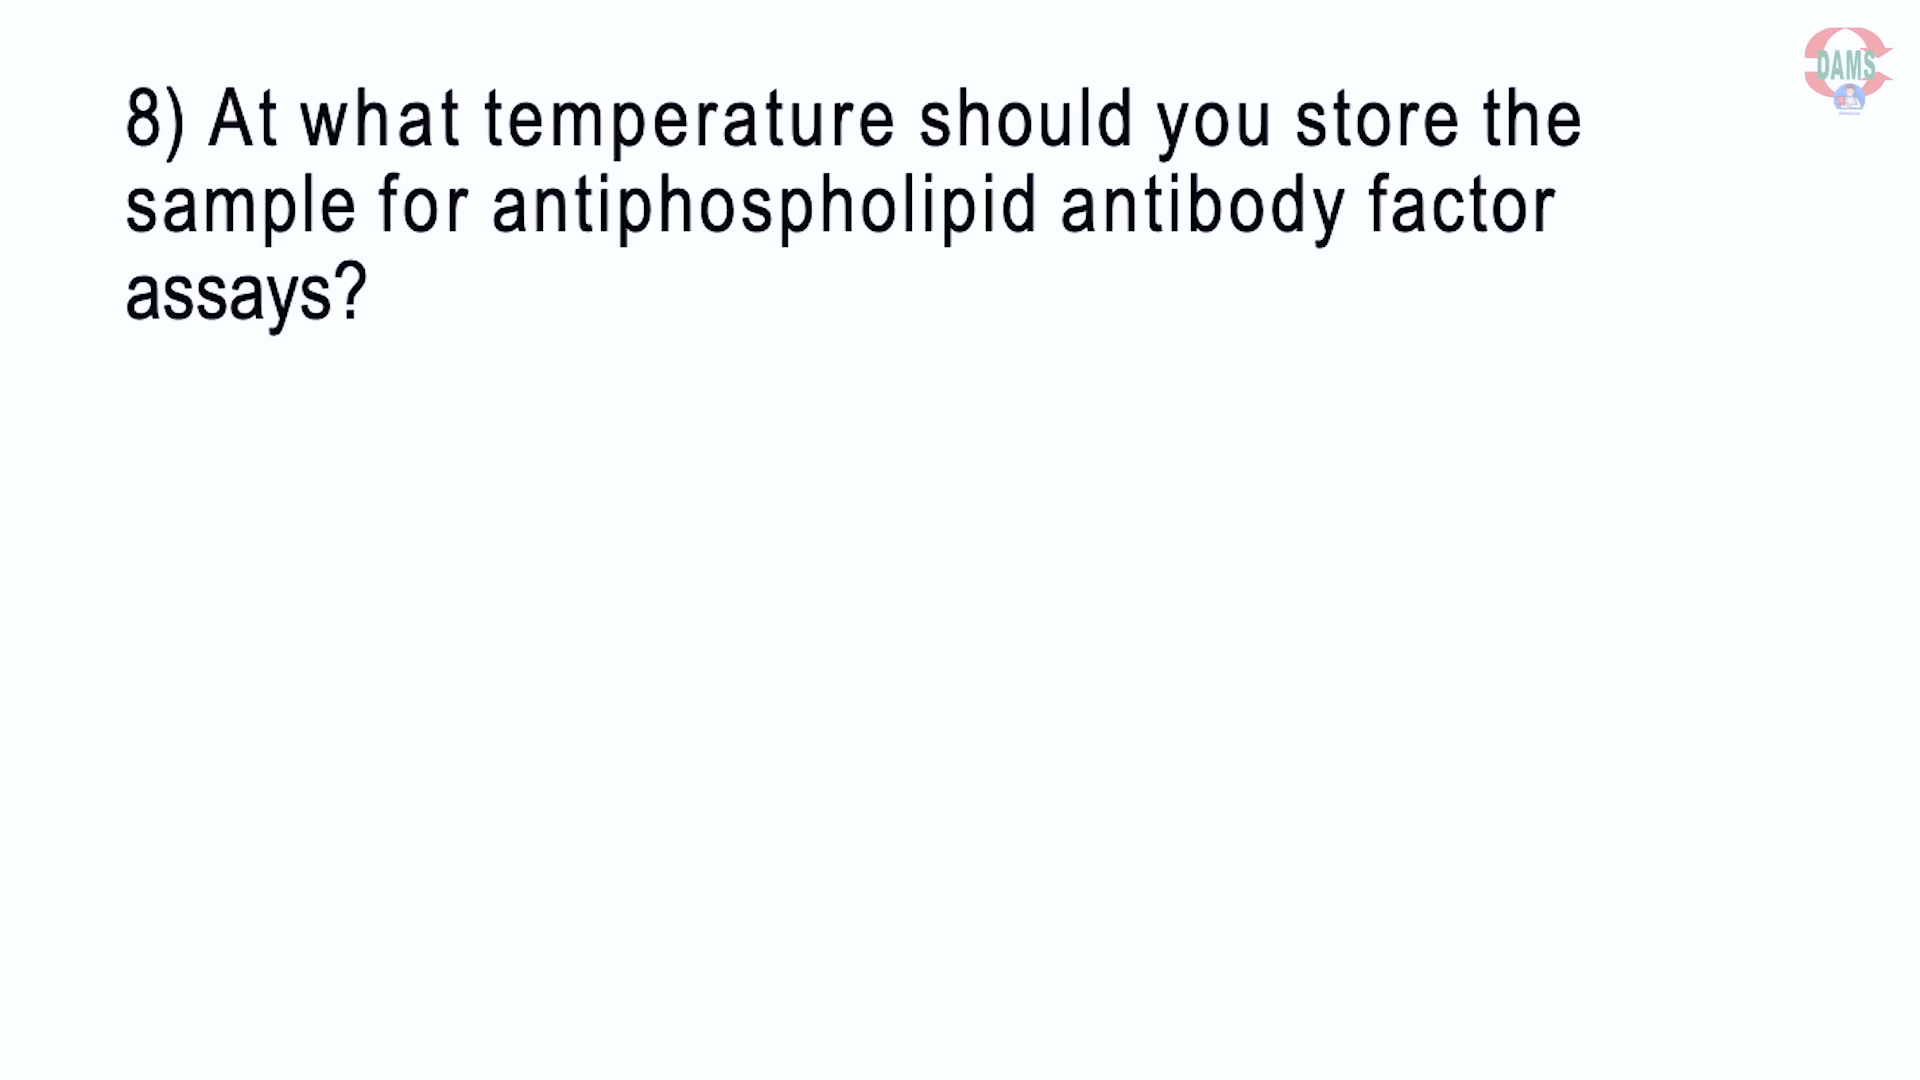 DAMS
8) At what temperature should you store the
sample for antiphospholipid antibody factor
assays?